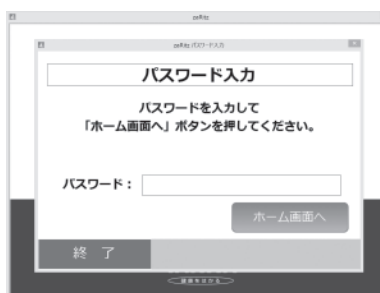 パスワード入力
パスワードを入力して
「ホーム画面へ」ボタンを押してください。
パスワード：
ホーム画面へ
終 了